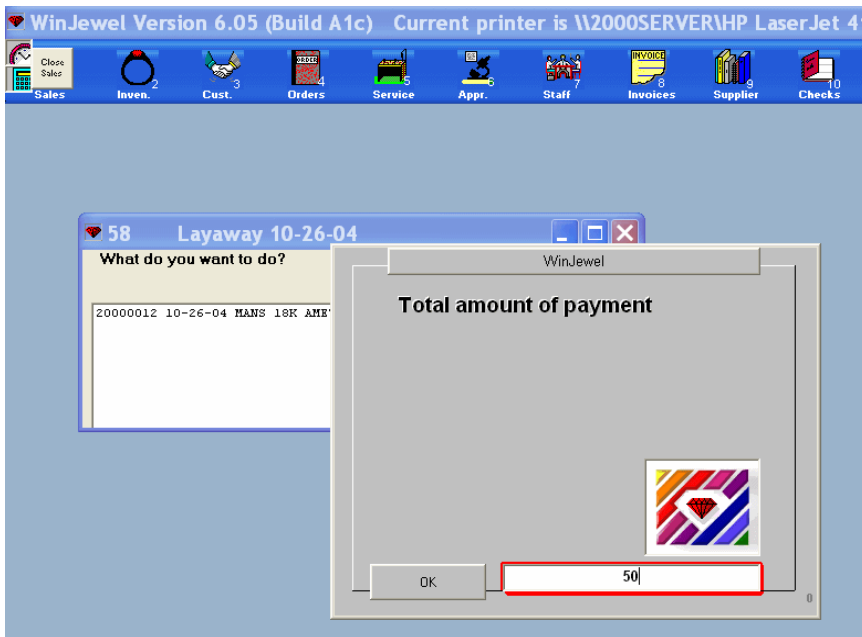 WinJewel Version 6.05 (Build A1c) Current printer is \\2000SERVER\HP LaserJet 4
Close
Sales
Sales
Inven. 2
Cust. 3
ORDER
Orders 4
Service 5
Appr. 6
Staff 7
INVOICE
Invoices 8
Supplier 9
Checks 10
58 Layaway 10-26-04
What do you want to do?
20000012 10-26-04 MANS 18K AME
WinJewel
Total amount of payment
OK
50
0